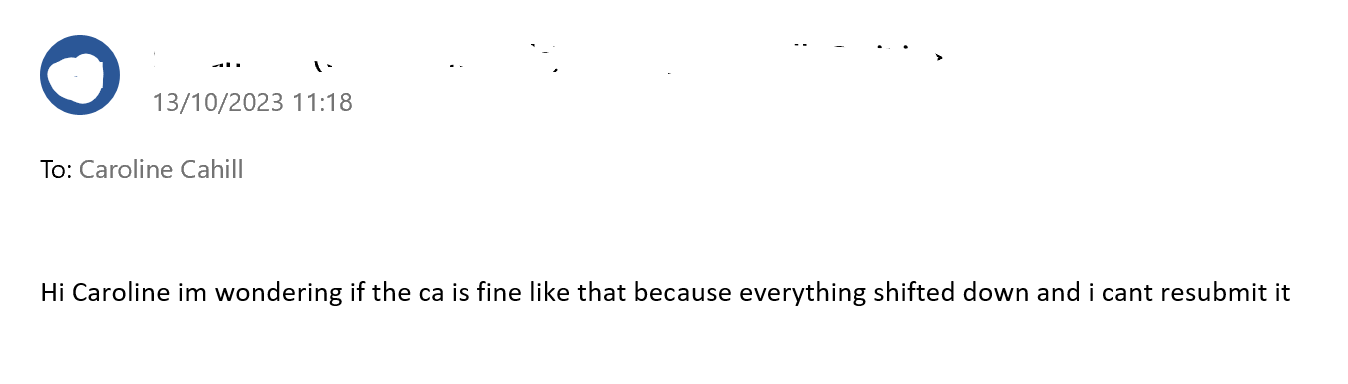 13/10/2023 11:18
To: Caroline Cahill
Hi Caroline im wondering if the ca is fine like that because everything shifted down and i cant resubmit it